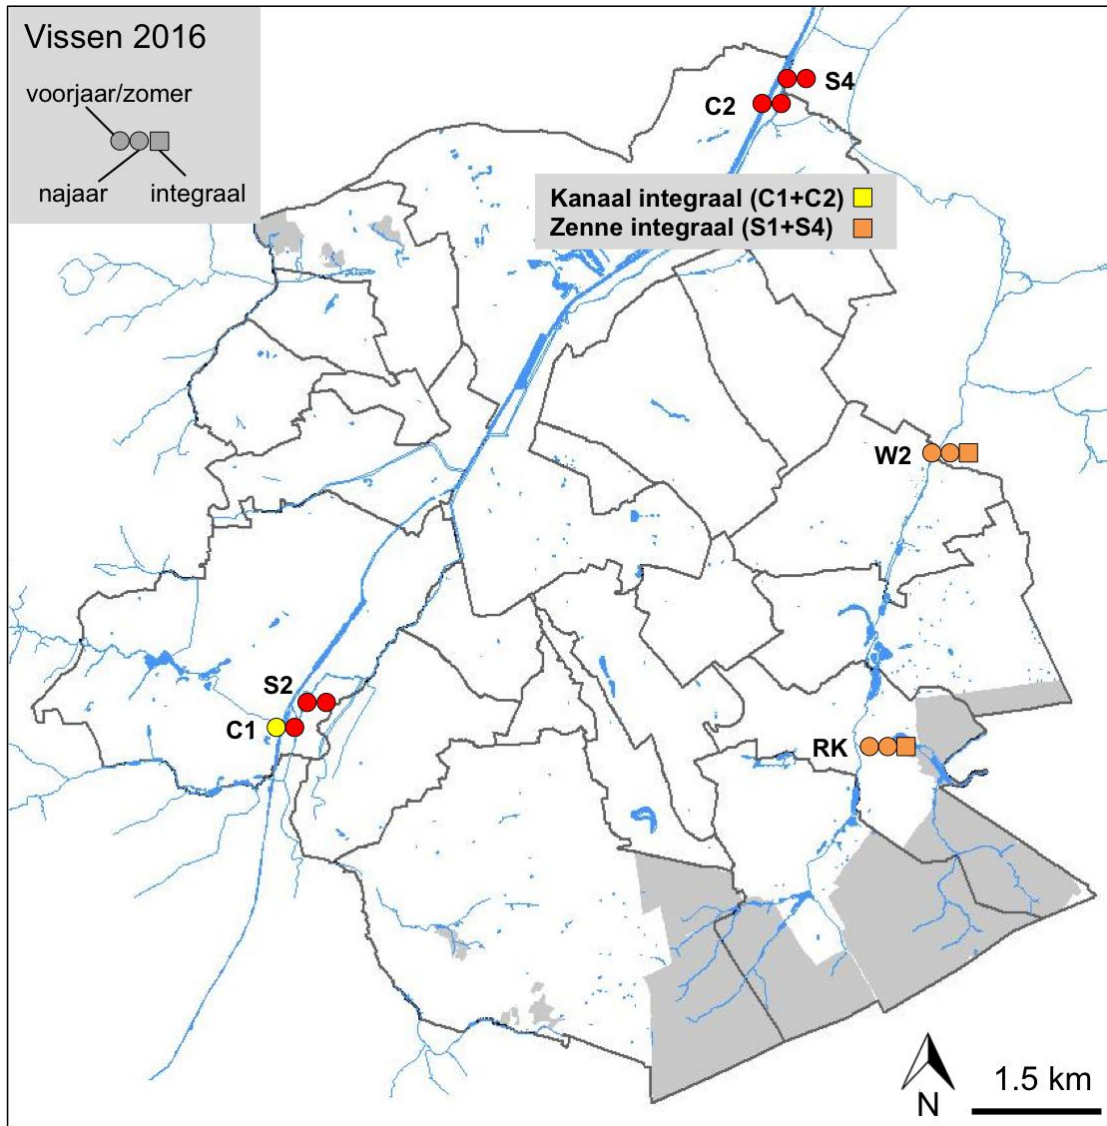 Vissen 2016
voorjaar/zomer
najaar
integraal
S4
C2
Kanaal integraal (C1+C2)
Zenne integraal (S1+S4)
W2
S2
C1
RK
N
1.5 km